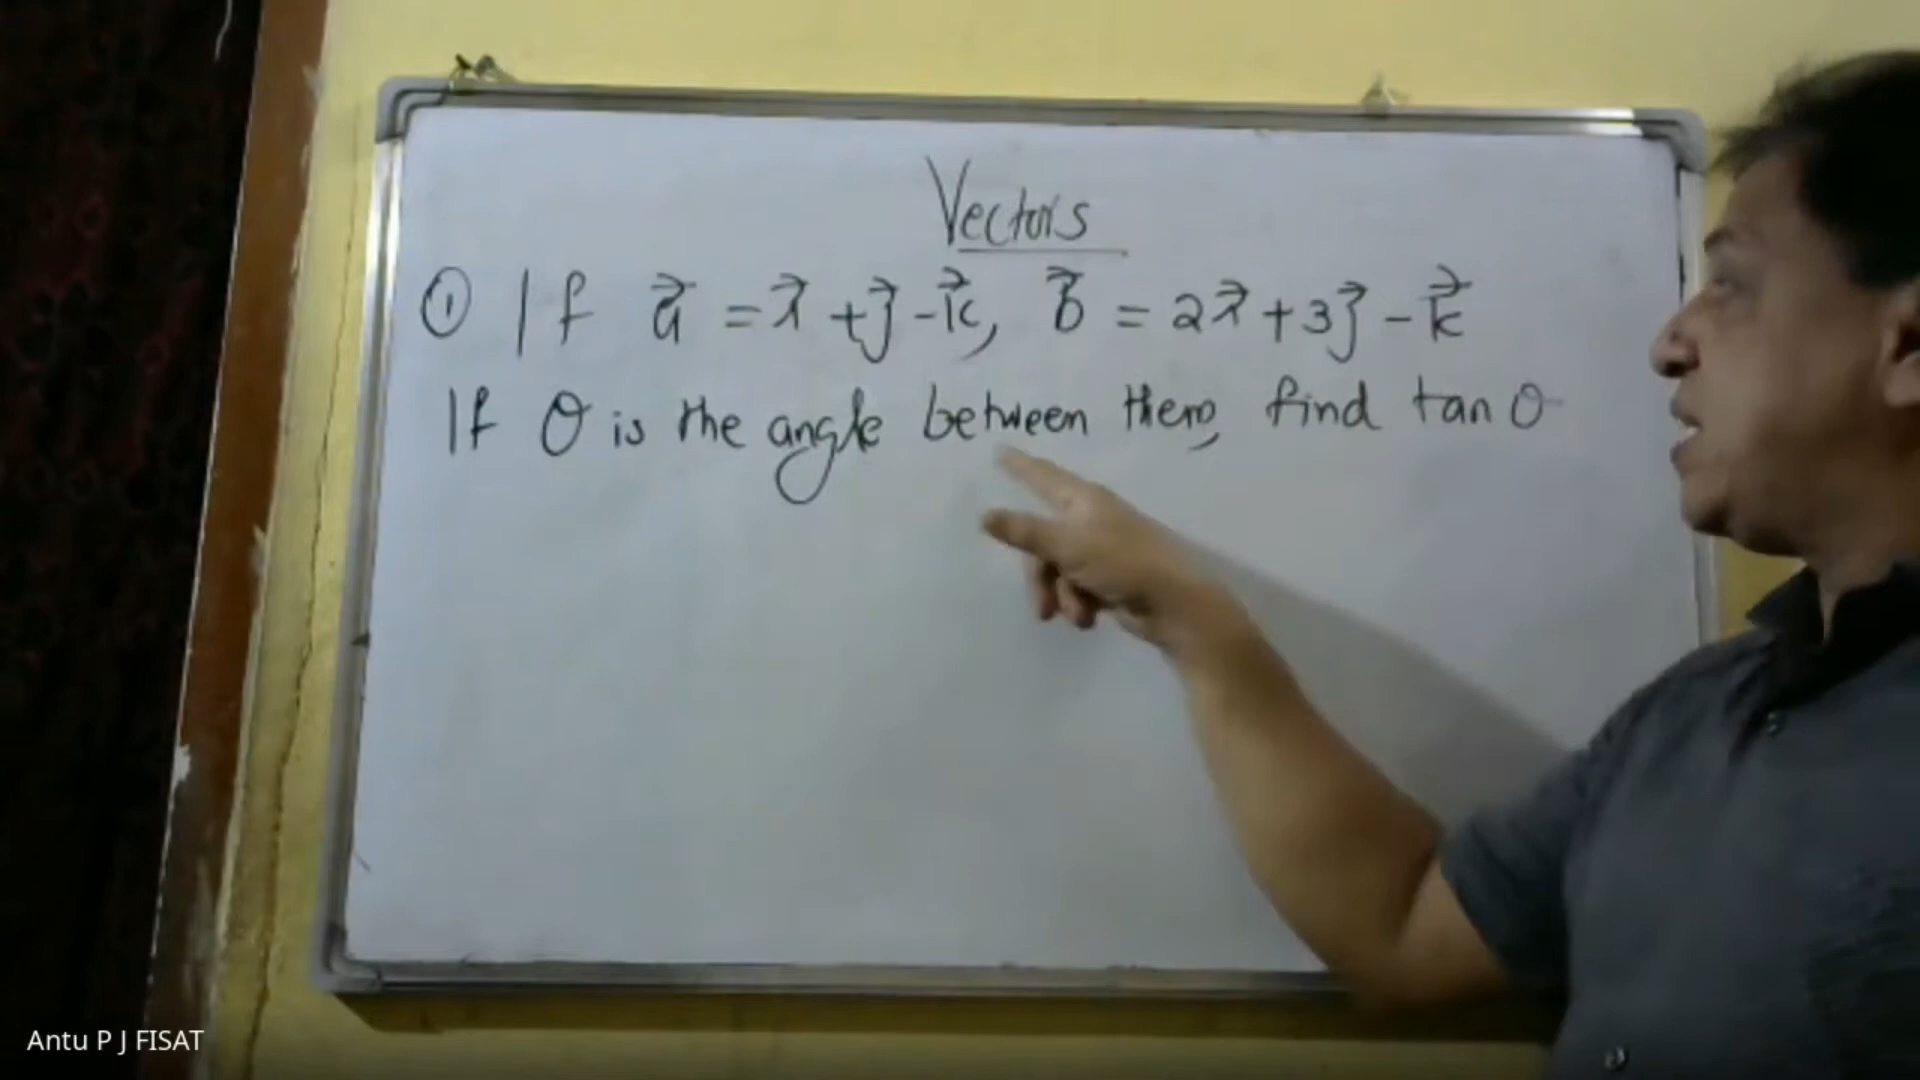 Vectors
① If a⃗ = i⃗ + j⃗ - k⃗, b⃗ = 2i⃗ + 3j⃗ - k⃗
If θ is the angle between them, find tan θ
Antu P J FISAT